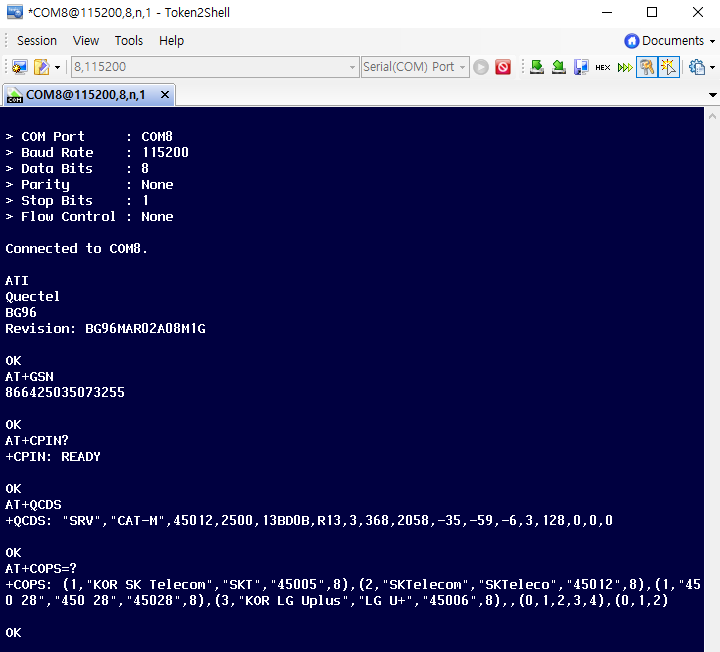 *COM8@115200,8,n,1 - Token2Shell
Session View Tools Help Documents
8,115200 Serial(COM) Port HEX
COM8@115200,8,n,1
> COM Port : COM8
> Baud Rate : 115200
> Data Bits : 8
> Parity : None
> Stop Bits : 1
> Flow Control : None
Connected to COM8.
ATI
Quectel
BG96
Revision: BG96MAR02A08M1G
OK
AT+GSN
866425035073255
OK
AT+CPIN?
+CPIN: READY
OK
AT+QCDS
+QCDS: "SRV","CAT-M",45012,2500,13BD0B,R13,3,368,2058,-35,-59,-6,3,128,0,0,0
OK
AT+COPS=?
+COPS: (1,"KOR SK Telecom","SKT","45005",8),(2,"SKTelecom","SKTeleco","45012",8),(1,"45
0 28","450 28","45028",8),(3,"KOR LG Uplus","LG U+","45006",8),,(0,1,2,3,4),(0,1,2)
OK